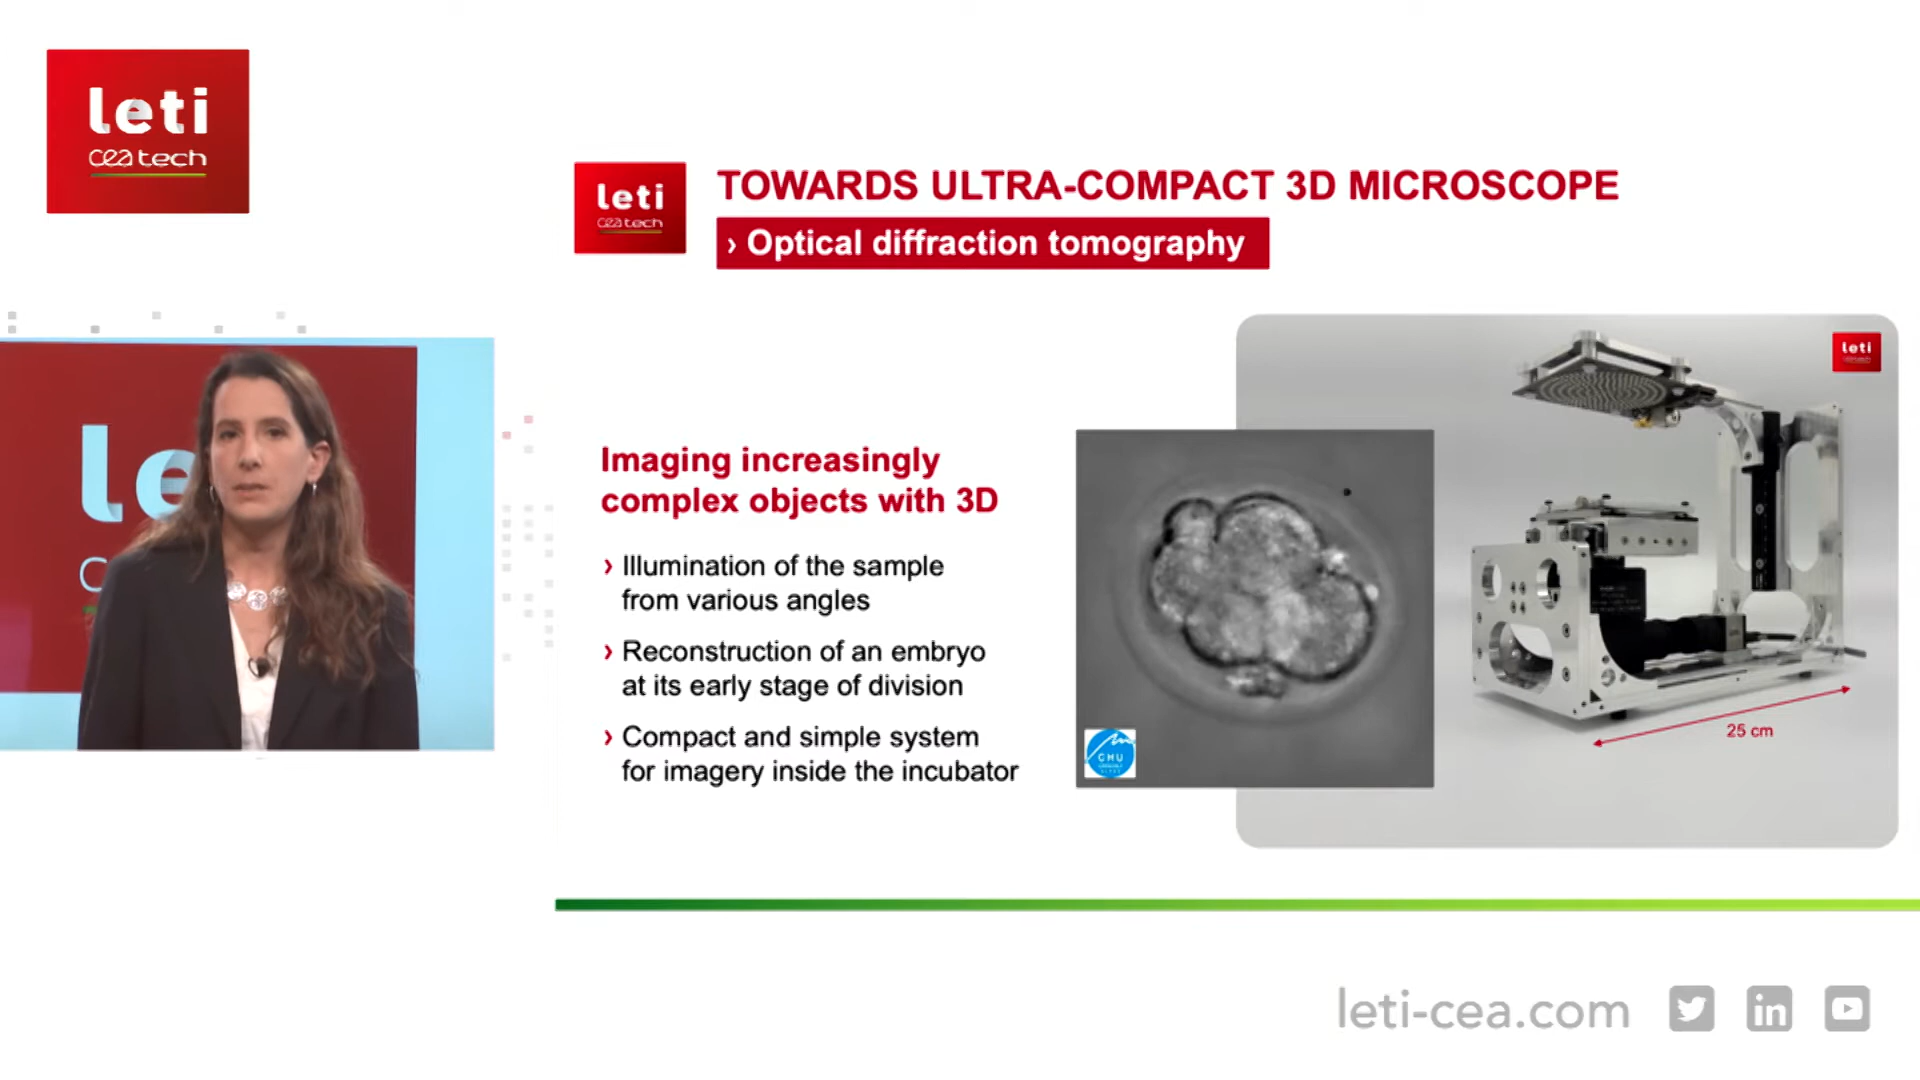 leti
cea tech
leti
cea tech
TOWARDS ULTRA-COMPACT 3D MICROSCOPE
› Optical diffraction tomography
le
c
Imaging increasingly
complex objects with 3D
› Illumination of the sample
from various angles
› Reconstruction of an embryo
at its early stage of division
› Compact and simple system
for imagery inside the incubator
leti
25 cm
leti-cea.com
in